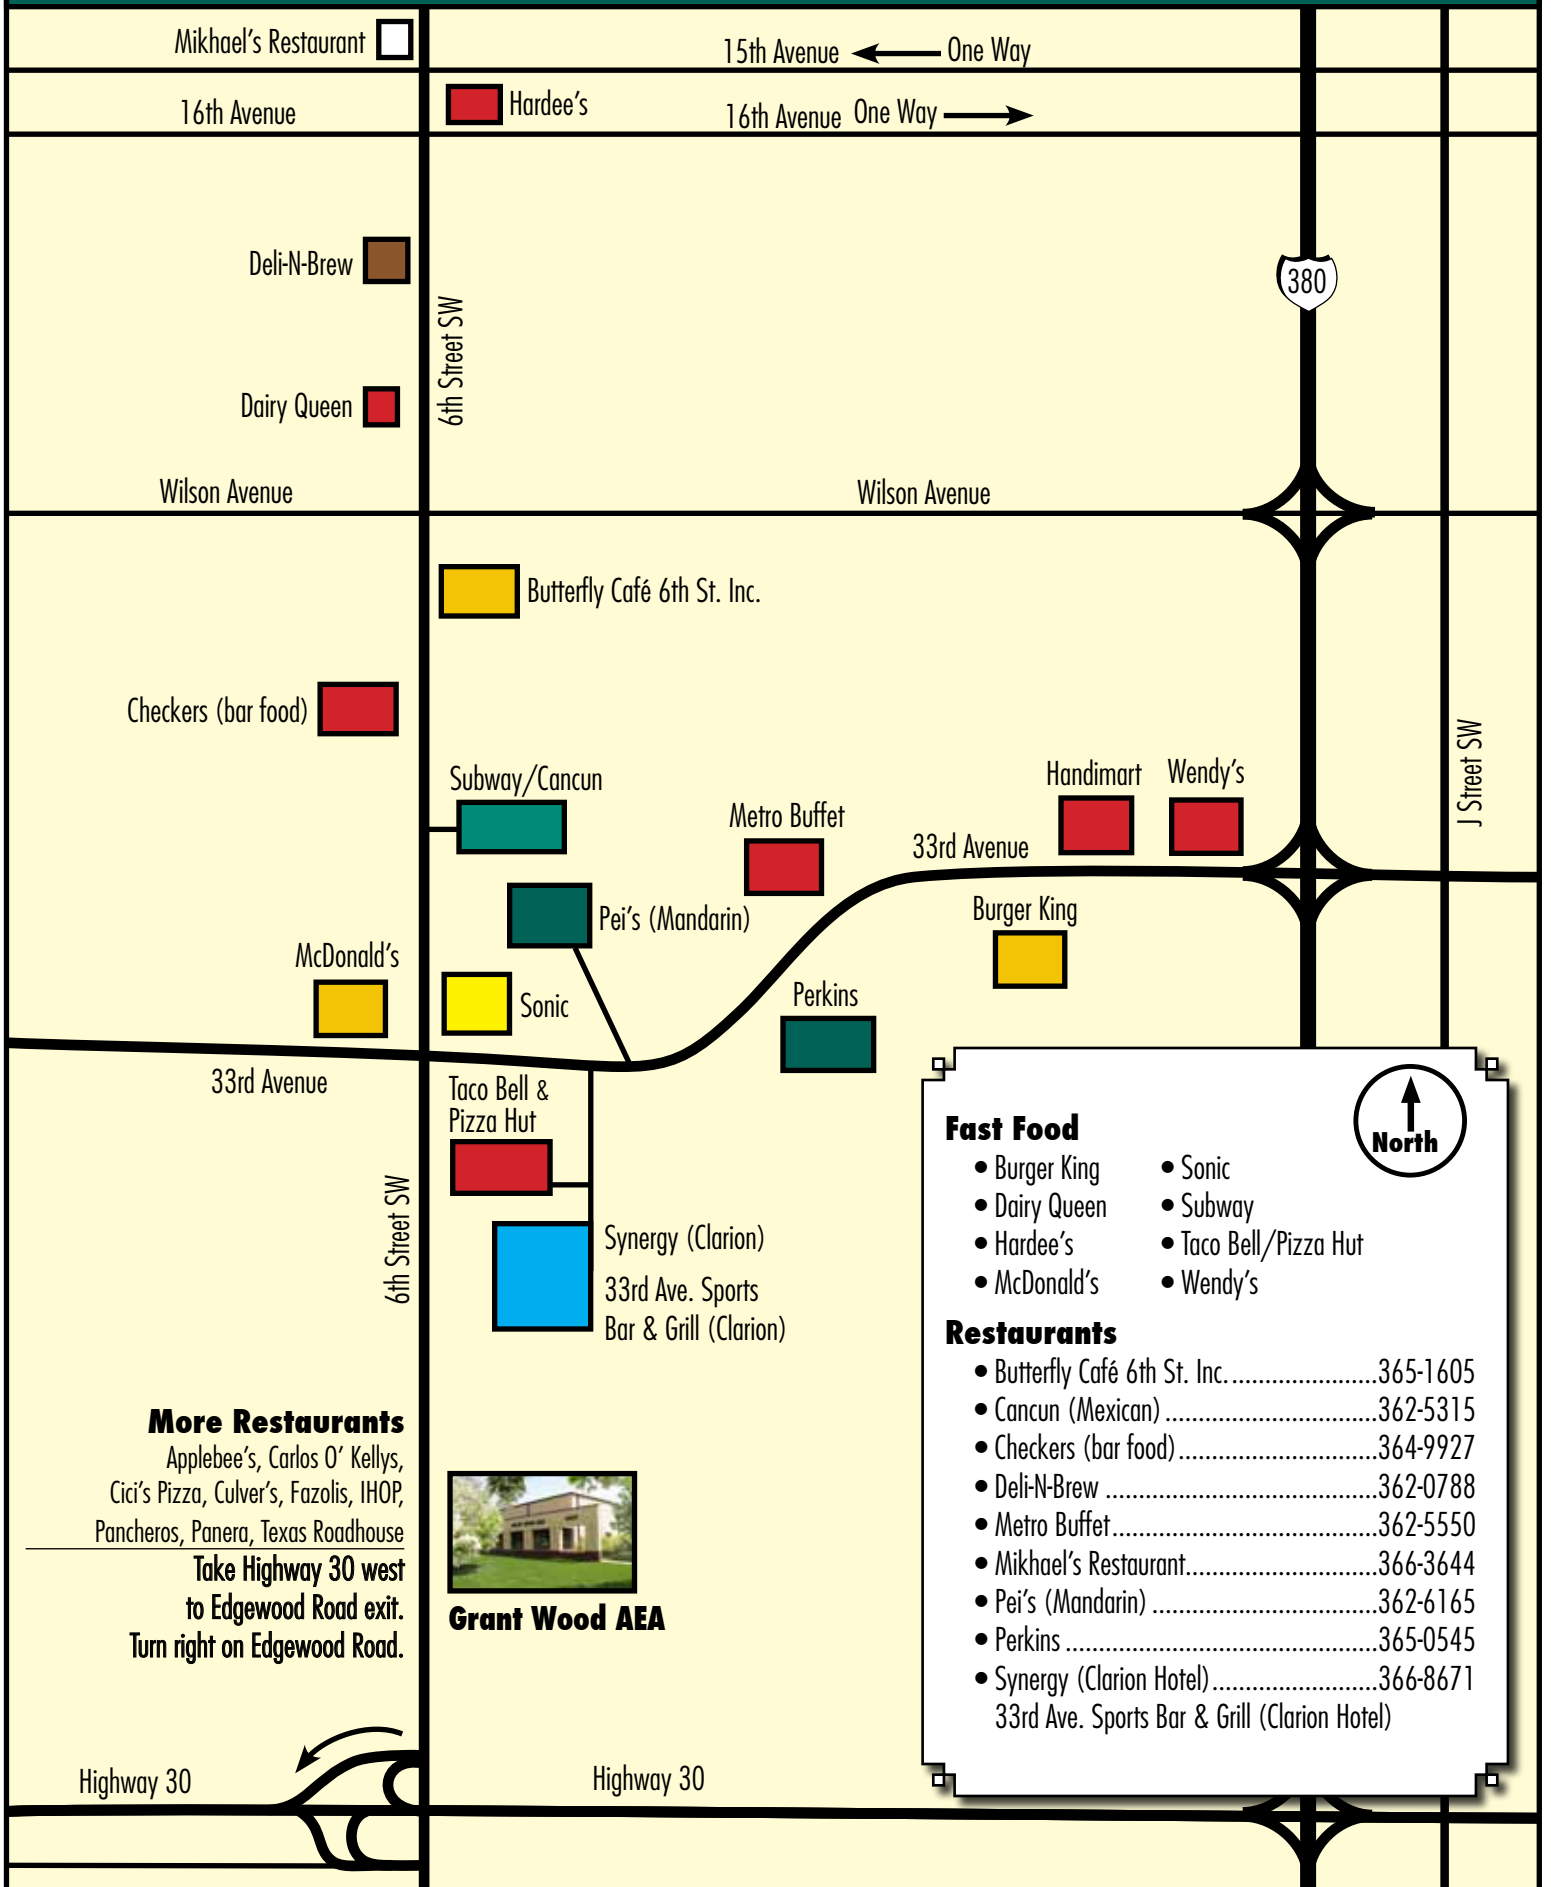 Mikhael's Restaurant
15th Avenue
One Way
16th Avenue
Hardee's
16th Avenue
One Way
Deli-N-Brew
380
6th Street SW
Dairy Queen
Wilson Avenue
Wilson Avenue
Butterfly Café 6th St. Inc.
Checkers (bar food)
Subway/Cancun
Metro Buffet
Handimart
Wendy's
J Street SW
33rd Avenue
Pei's (Mandarin)
Burger King
McDonald's
Sonic
Perkins
33rd Avenue
Taco Bell &
Pizza Hut
6th Street SW
Synergy (Clarion)
33rd Ave. Sports
Bar & Grill (Clarion)
North
Fast Food
• Burger King
• Dairy Queen
• Hardee's
• McDonald's
• Sonic
• Subway
• Taco Bell/Pizza Hut
• Wendy's
Restaurants
• Butterfly Café 6th St. Inc.......................365-1605
• Cancun (Mexican)................................362-5315
• Checkers (bar food)..............................364-9927
• Deli-N-Brew.........................................362-0788
• Metro Buffet........................................362-5550
• Mikhael's Restaurant.............................366-3644
• Pei's (Mandarin)..................................362-6165
• Perkins...............................................365-0545
• Synergy (Clarion Hotel).........................366-8671
33rd Ave. Sports Bar & Grill (Clarion Hotel)
More Restaurants
Applebee's, Carlos O' Kellys,
Cici's Pizza, Culver's, Fazolis, IHOP,
Pancheros, Panera, Texas Roadhouse
Take Highway 30 west
to Edgewood Road exit.
Turn right on Edgewood Road.
Grant Wood AEA
Highway 30
Highway 30